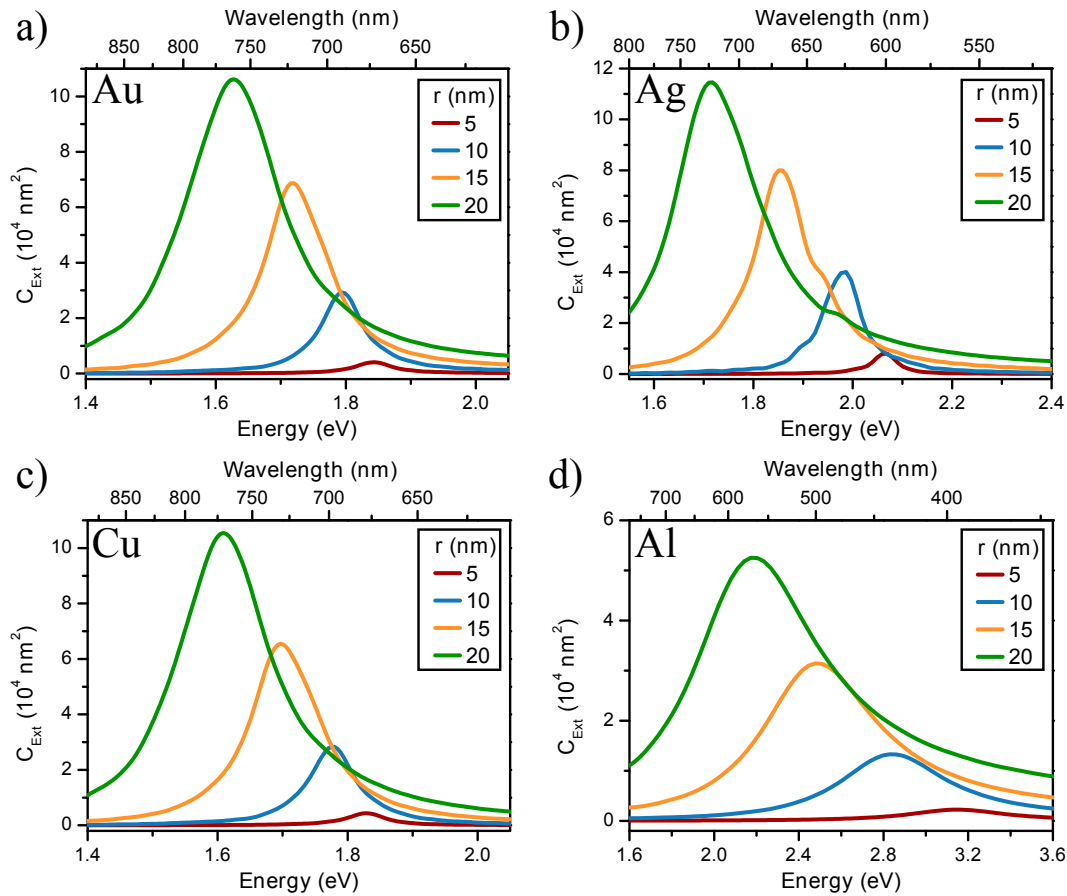 a)
Wavelength (nm)
850 800 750 700 650
Au
r (nm)
5
10
15
20
10
8
6
4
2
0
C_Ext (10^4 nm^2)
1.4 1.6 1.8 2.0
Energy (eV)
b)
Wavelength (nm)
800 750 700 650 600 550
Ag
r (nm)
5
10
15
20
12
10
8
6
4
2
0
C_Ext (10^4 nm^2)
1.6 1.8 2.0 2.2 2.4
Energy (eV)
c)
Wavelength (nm)
850 800 750 700 650
Cu
r (nm)
5
10
15
20
10
8
6
4
2
0
C_Ext (10^4 nm^2)
1.4 1.6 1.8 2.0
Energy (eV)
d)
Wavelength (nm)
700 600 500 400
Al
r (nm)
5
10
15
20
6
4
2
0
C_Ext (10^4 nm^2)
1.6 2.0 2.4 2.8 3.2 3.6
Energy (eV)